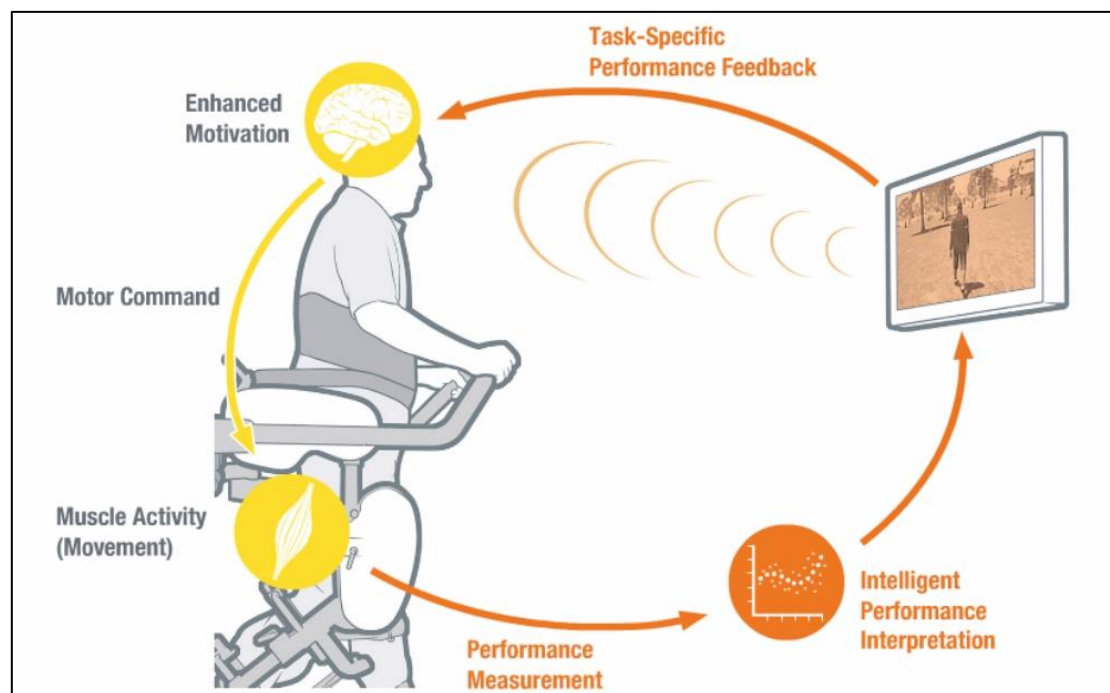 Task-Specific
Performance Feedback
Enhanced
Motivation
Motor Command
Muscle Activity
(Movement)
Intelligent
Performance
Interpretation
Performance
Measurement